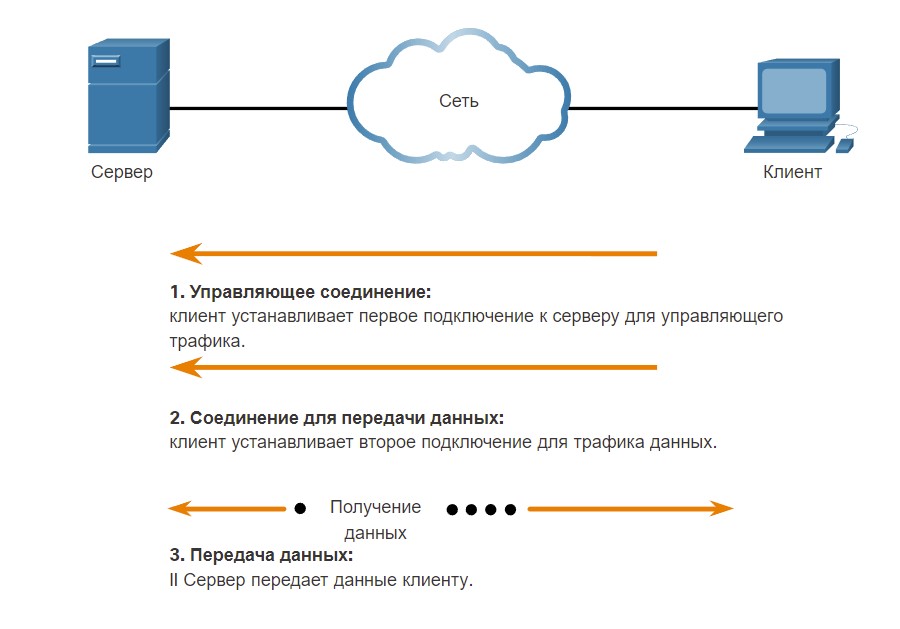 Сеть
Сервер
Клиент
1. Управляющее соединение:
клиент устанавливает первое подключение к серверу для управляющего
трафика.
2. Соединение для передачи данных:
клиент устанавливает второе подключение для трафика данных.
Получение
данных
3. Передача данных:
II Сервер передает данные клиенту.